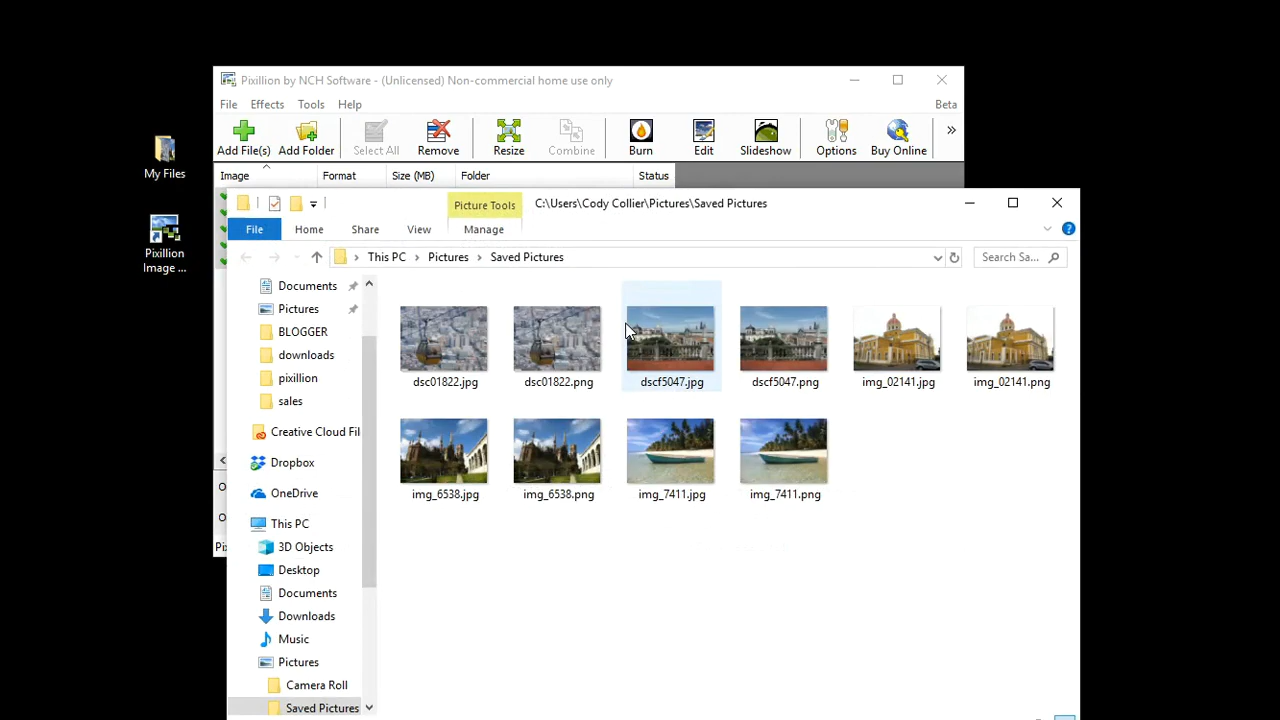 Pixillion by NCH Software - (Unlicensed) Non-commercial home use only
File Effects Tools Help Beta
Add File(s) Add Folder Select All Remove Resize Combine Burn Edit Slideshow Options Buy Online »
Image Format Size (MB) Folder Status
My Files
Pixillion
Image ...
Picture Tools C:\Users\Cody Collier\Pictures\Saved Pictures
File Home Share View Manage
This PC > Pictures > Saved Pictures
Search Sa...
Documents
Pictures
BLOGGER
downloads
pixillion
sales
Creative Cloud Fil
Dropbox
OneDrive
This PC
3D Objects
Desktop
Documents
Downloads
Music
Pictures
Camera Roll
Saved Pictures
dsc01822.jpg dsc01822.png dscf5047.jpg dscf5047.png img_02141.jpg img_02141.png
img_6538.jpg img_6538.png img_7411.jpg img_7411.png